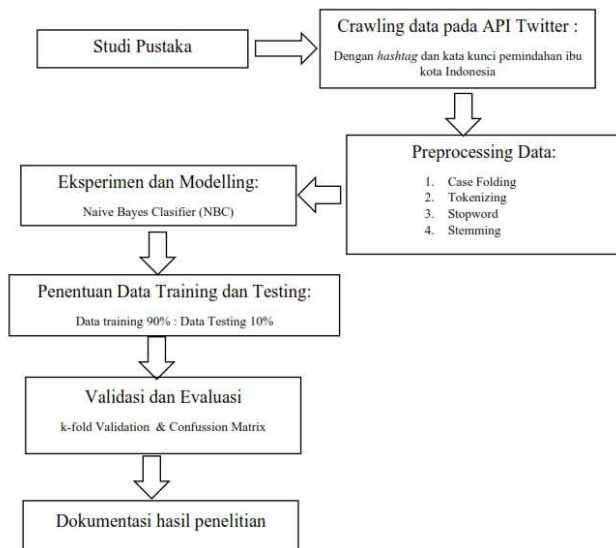 Studi Pustaka
Crawling data pada API Twitter :
Dengan hashtag dan kata kunci pemindahan ibu
kota Indonesia
Preprocessing Data:
1. Case Folding
2. Tokenizing
3. Stopword
4. Stemming
Eksperimen dan Modelling:
Naive Bayes Clasifier (NBC)
Penentuan Data Training dan Testing:
Data training 90% : Data Testing 10%
Validasi dan Evaluasi
k-fold Validation & Confussion Matrix
Dokumentasi hasil penelitian